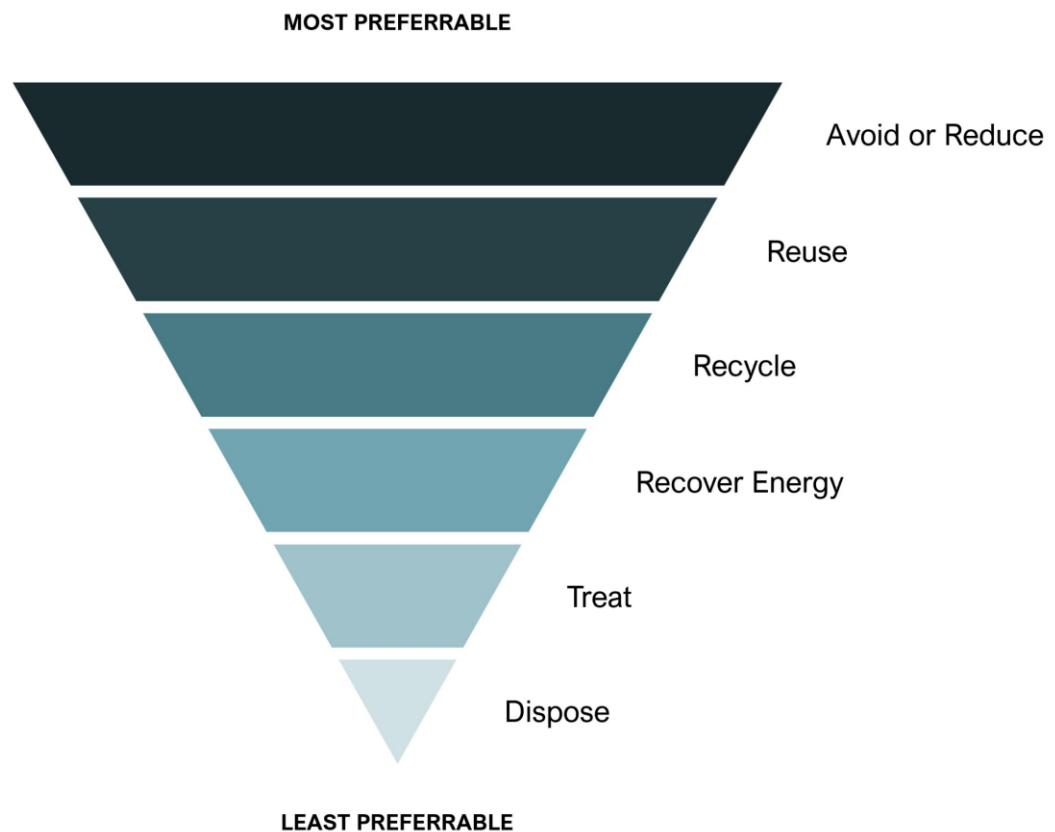 MOST PREFERRABLE
Avoid or Reduce
Reuse
Recycle
Recover Energy
Treat
Dispose
LEAST PREFERRABLE